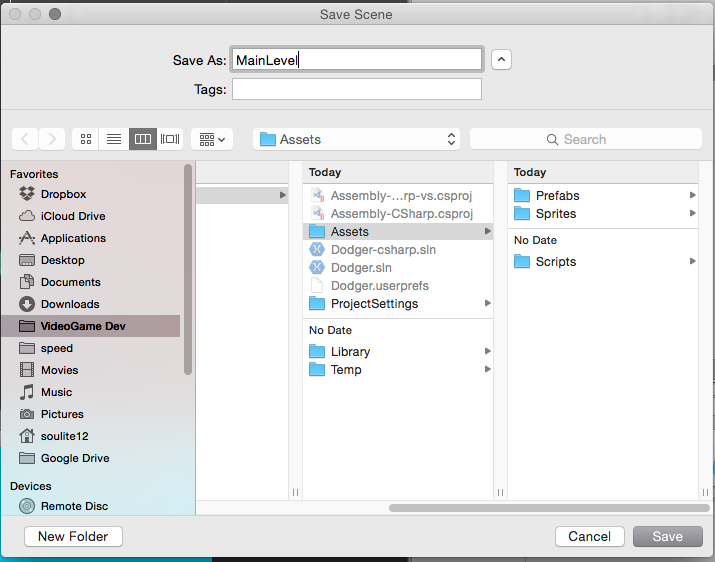 Save Scene
Save As: MainLevel
Tags:
Assets
Search
Favorites
Dropbox
iCloud Drive
Applications
Desktop
Documents
Downloads
VideoGame Dev
speed
Movies
Music
Pictures
soulite12
Google Drive
Devices
Remote Disc
Today
Assembly-...rp-vs.csproj
Assembly-CSharp.csproj
Assets
Dodger-csharp.sln
Dodger.sln
Dodger.userprefs
ProjectSettings
No Date
Library
Temp
Today
Prefabs
Sprites
No Date
Scripts
New Folder
Cancel
Save